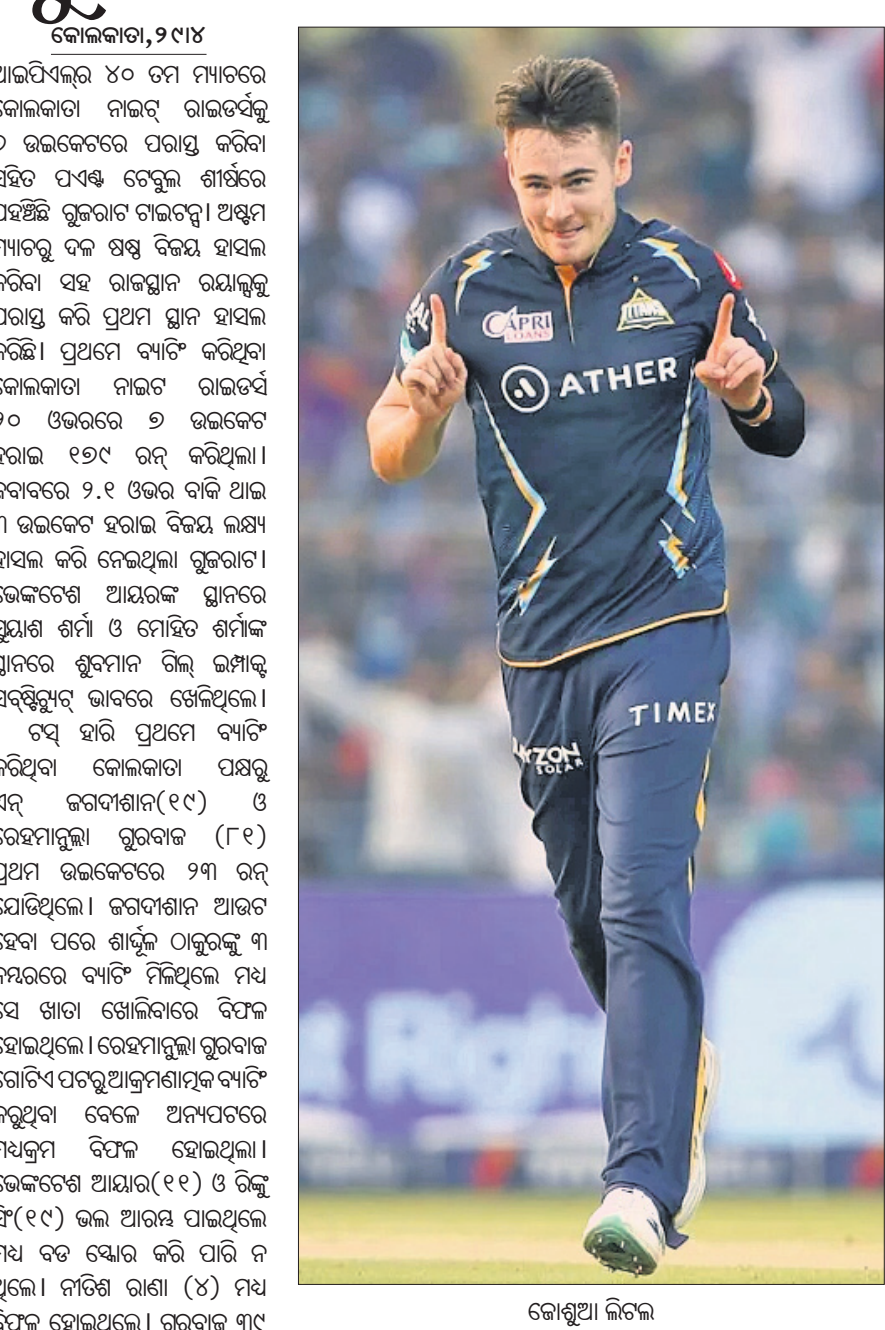 କୋଲକାତା,୨୯।୪
ଆଇପିଏଲ୍‌ର ୪୦ ତମ ମ୍ୟାଚରେ
କୋଲକାତା ନାଇଟ୍ ରାଇଡର୍ସକୁ
ଉଇକେଟରେ ପରାସ୍ତ କରିବା
ସହିତ ପଏଣ୍ଟ ଟେବୁଲ ଶୀର୍ଷରେ
ପହଞ୍ଚିଛି ଗୁଜରାଟ ଟାଇଟନ୍ସ। ଅଷ୍ଟମ
ମ୍ୟାଚରୁ ଦଳ ଷଷ୍ଠ ବିଜୟ ହାସଲ
କରିବା ସହ ରାଜସ୍ଥାନ ରୟାଲ୍ସକୁ
ପରାସ୍ତ କରି ପ୍ରଥମ ସ୍ଥାନ ହାସଲ
କରିଛି। ପ୍ରଥମେ ବ୍ୟାଟିଂ କରିଥିବା
କୋଲକାତା ନାଇଟ ରାଇଡର୍ସ
୨୦ ଓଭରରେ ୭ ଉଇକେଟ
ହରାଇ ୧୭୯ ରନ୍ କରିଥିଲା।
ଜବାବରେ ୨.୧ ଓଭର ବାକି ଥାଇ
୩ ଉଇକେଟ ହରାଇ ବିଜୟ ଲକ୍ଷ୍ୟ
ହାସଲ କରି ନେଇଥିଲା ଗୁଜରାଟ।
ଭେଙ୍କଟେଶ ଆୟରଙ୍କ ସ୍ଥାନରେ
ସୁୟାଶ ଶର୍ମା ଓ ମୋହିତ ଶର୍ମାଙ୍କ
ସ୍ଥାନରେ ଶୁବମାନ ଗିଲ୍ ଇମ୍ପାକ୍ଟ
ସବ୍‌ଷ୍ଟିଚ୍ୟୁଟ୍ ଭାବରେ ଖେଳିଥିଲେ।
ଟସ୍ ହାରି ପ୍ରଥମେ ବ୍ୟାଟିଂ
କରିଥିବା କୋଲକାତା ପକ୍ଷରୁ
ଏନ୍ ଜଗଦୀଶାନ(୧୯) ଓ
ରେହମାନୁଲ୍ଲା ଗୁରବାଜ (୮୧)
ପ୍ରଥମ ଉଇକେଟରେ ୨୩ ରନ୍
ଯୋଡିଥିଲେ। ଜଗଦୀଶାନ ଆଉଟ
ହେବା ପରେ ଶାର୍ଦ୍ଦୂଳ ଠାକୁରଙ୍କୁ ୩
ନମ୍ବରରେ ବ୍ୟାଟିଂ ମିଳିଥିଲେ ମଧ୍ୟ
ସେ ଖାତା ଖୋଲିବାରେ ବିଫଳ
ହୋଇଥିଲେ। ରେହମାନୁଲ୍ଲା ଗୁରବାଜ
ଗୋଟିଏ ପଟରୁ ଆକ୍ରମଣାତ୍ମକ ବ୍ୟାଟିଂ
କରୁଥିବା ବେଳେ ଅନ୍ୟପଟରେ
ମଧ୍ୟକ୍ରମ ବିଫଳ ହୋଇଥିଲା।
ଭେଙ୍କଟେଶ ଆୟାର(୧୧) ଓ ରିଙ୍କୁ
ସିଂ(୧୯) ଭଲ ଆରମ୍ଭ ପାଇଥିଲେ
ମଧ୍ୟ ବଡ ସ୍କୋର କରି ପାରି ନ
ଥିଲେ। ନୀତିଶ ରାଣା (୪) ମଧ୍ୟ
ବିଫଳ ହୋଇଥିଲେ। ଗୁରବାଜ ୩୯
CAPRI LOANS
TITANS
ATHER
TIMEX
SOLAR
ଜୋଶୁଆ ଲିଟଲ